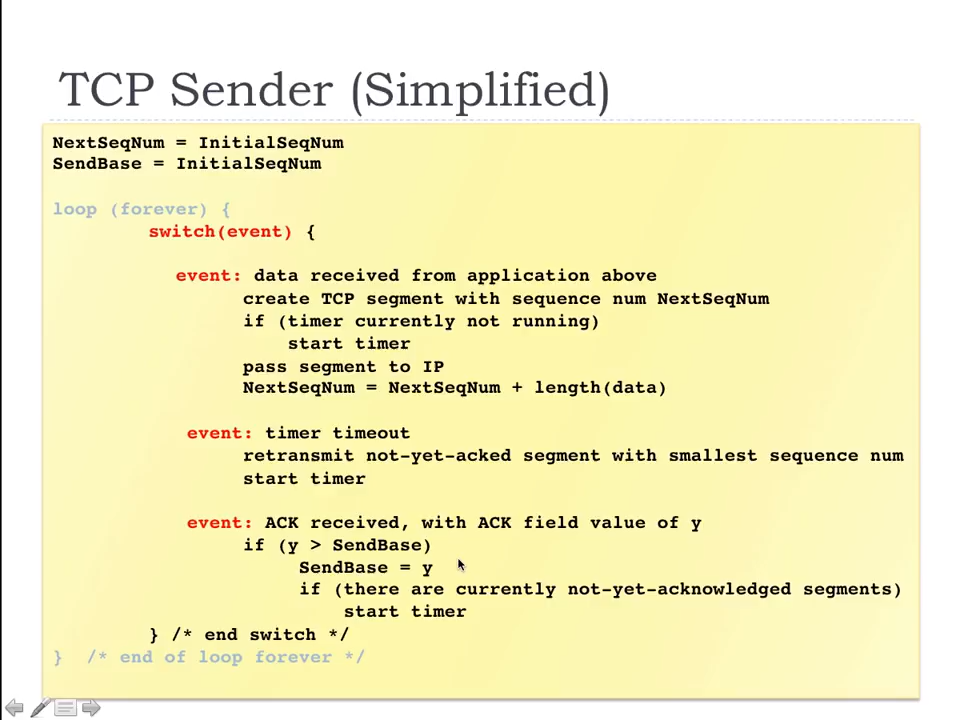 TCP Sender (Simplified)
NextSeqNum = InitialSeqNum
SendBase = InitialSeqNum
loop (forever) {
switch(event) {
event: data received from application above
create TCP segment with sequence num NextSeqNum
if (timer currently not running)
start timer
pass segment to IP
NextSeqNum = NextSeqNum + length(data)
event: timer timeout
retransmit not-yet-acked segment with smallest sequence num
start timer
event: ACK received, with ACK field value of y
if (y > SendBase)
SendBase = y
if (there are currently not-yet-acknowledged segments)
start timer
} /* end switch */
} /* end of loop forever */